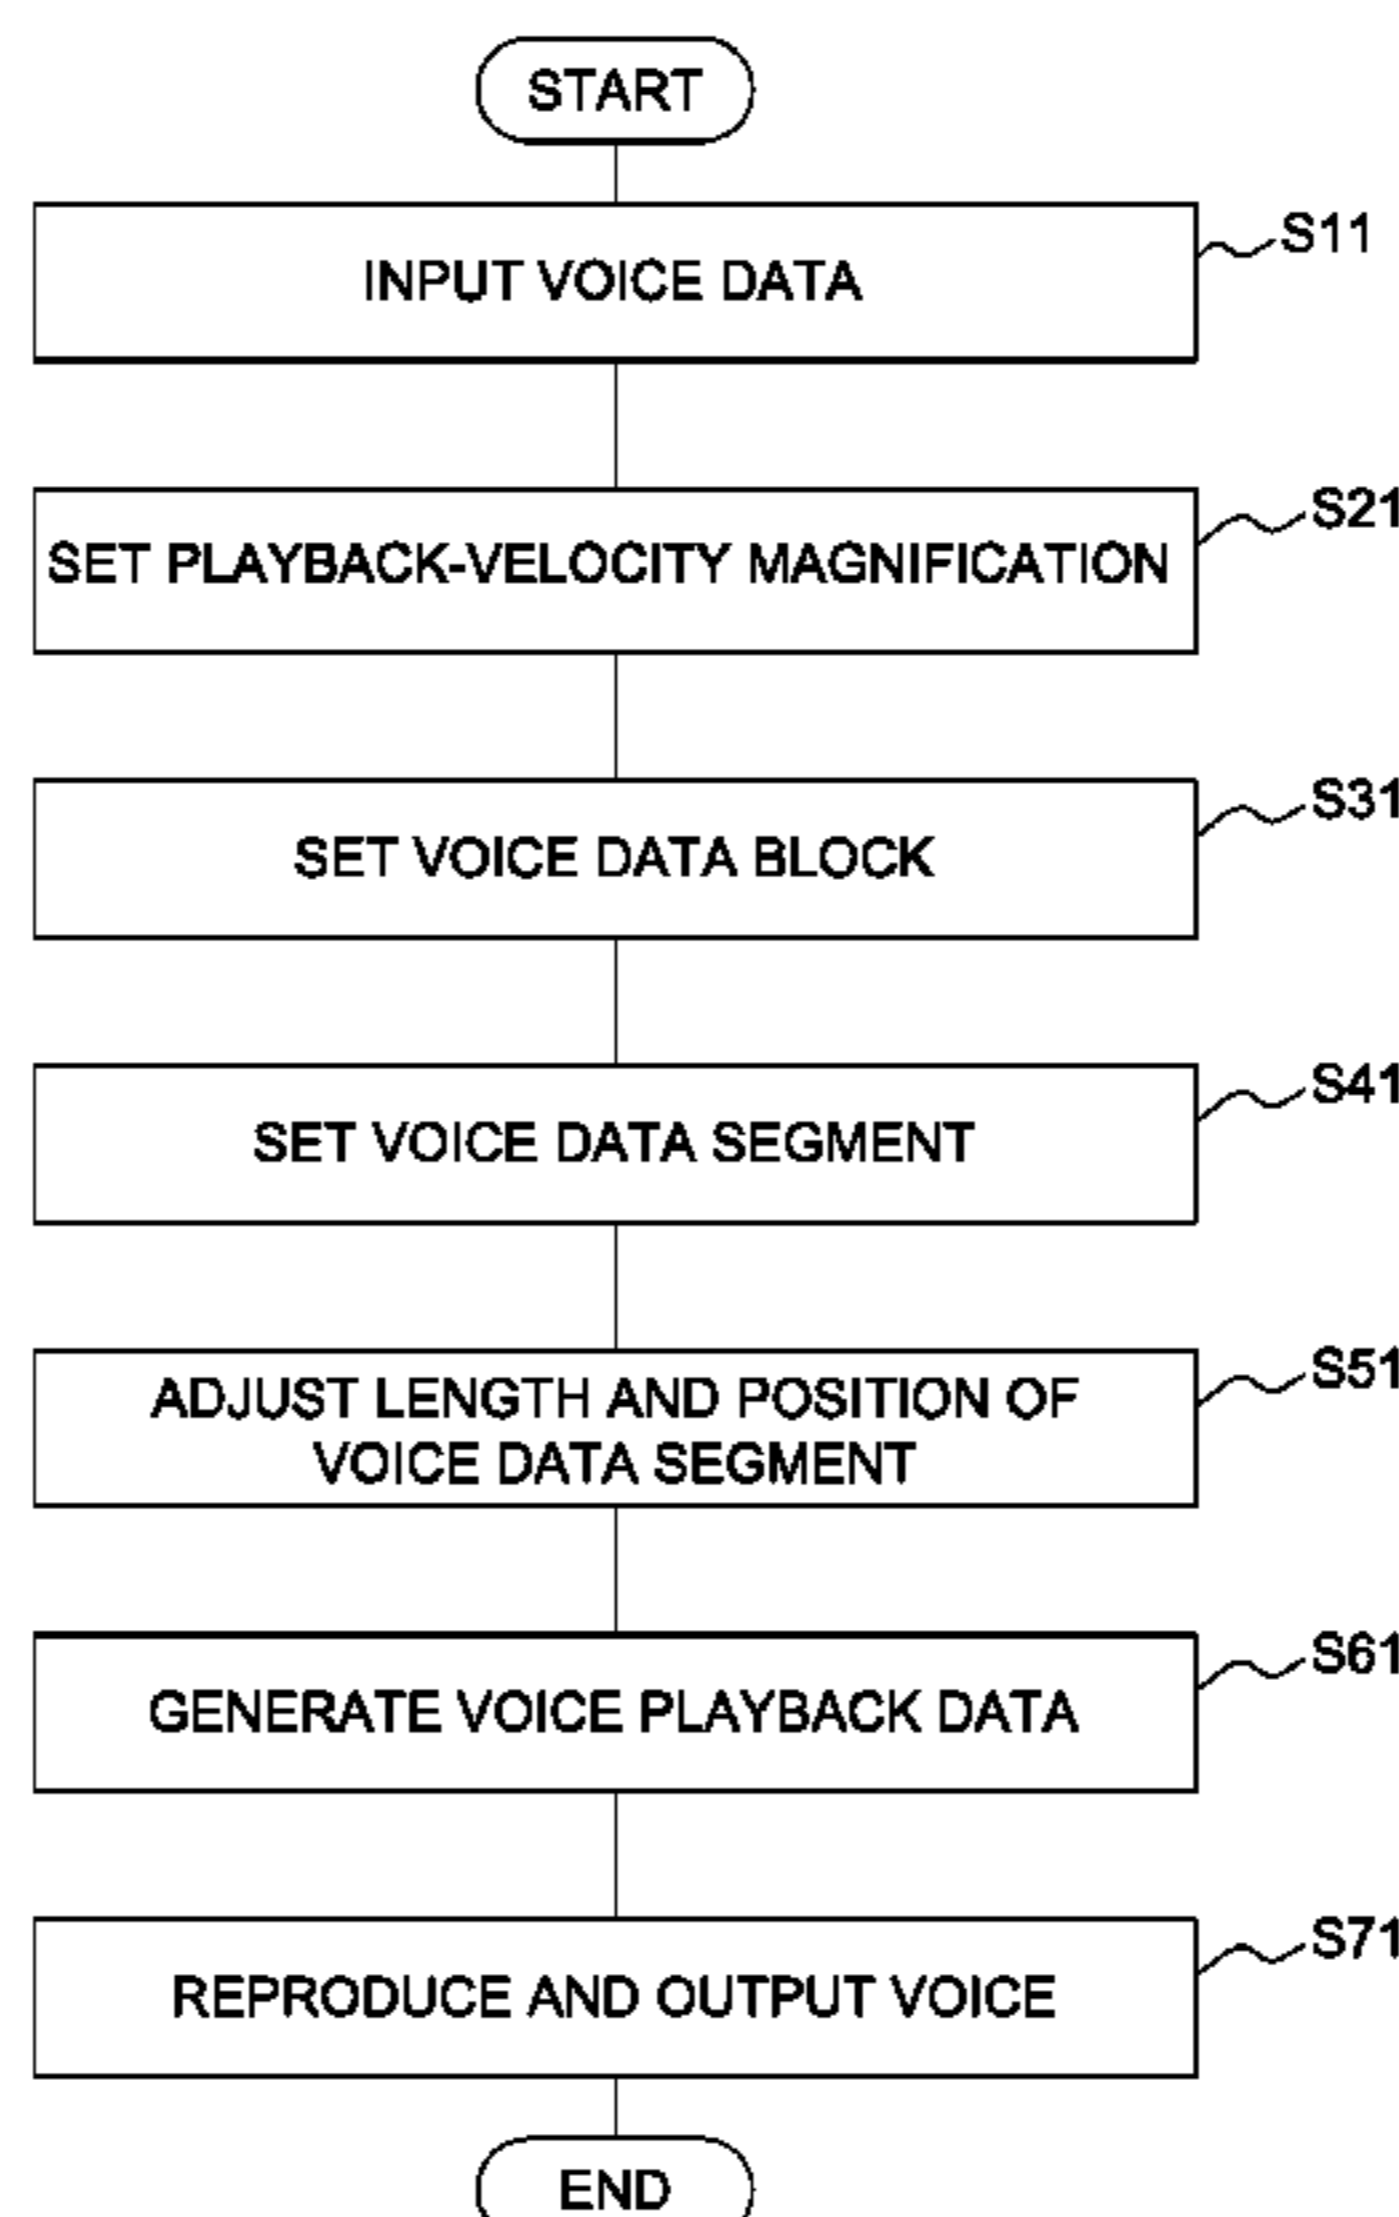 START
INPUT VOICE DATA
S11
SET PLAYBACK-VELOCITY MAGNIFICATION
S21
SET VOICE DATA BLOCK
S31
SET VOICE DATA SEGMENT
S41
ADJUST LENGTH AND POSITION OF
VOICE DATA SEGMENT
S51
GENERATE VOICE PLAYBACK DATA
S61
REPRODUCE AND OUTPUT VOICE
S71
END